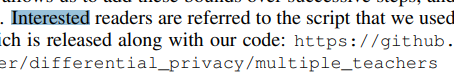 . Interested readers are referred to the script that we used
ich is released along with our code: https://github.
er/differential_privacy/multiple_teachers